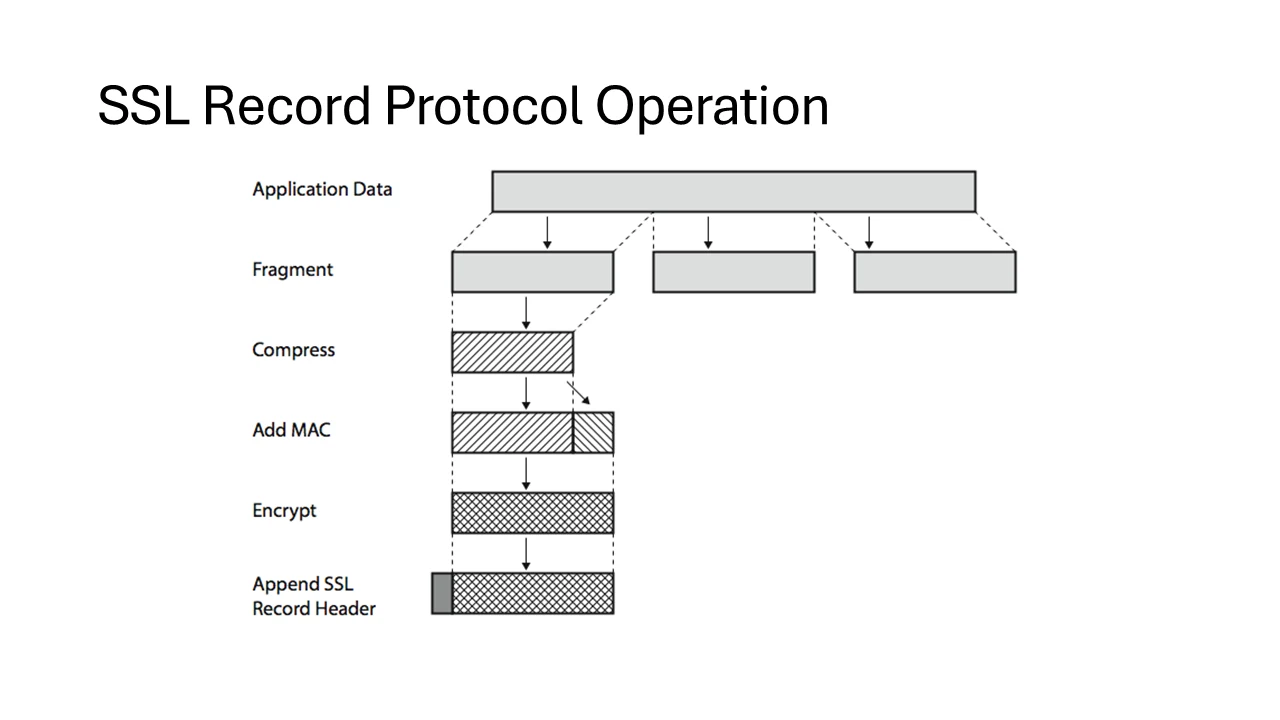 SSL Record Protocol Operation
Application Data
Fragment
Compress
Add MAC
Encrypt
Append SSL
Record Header